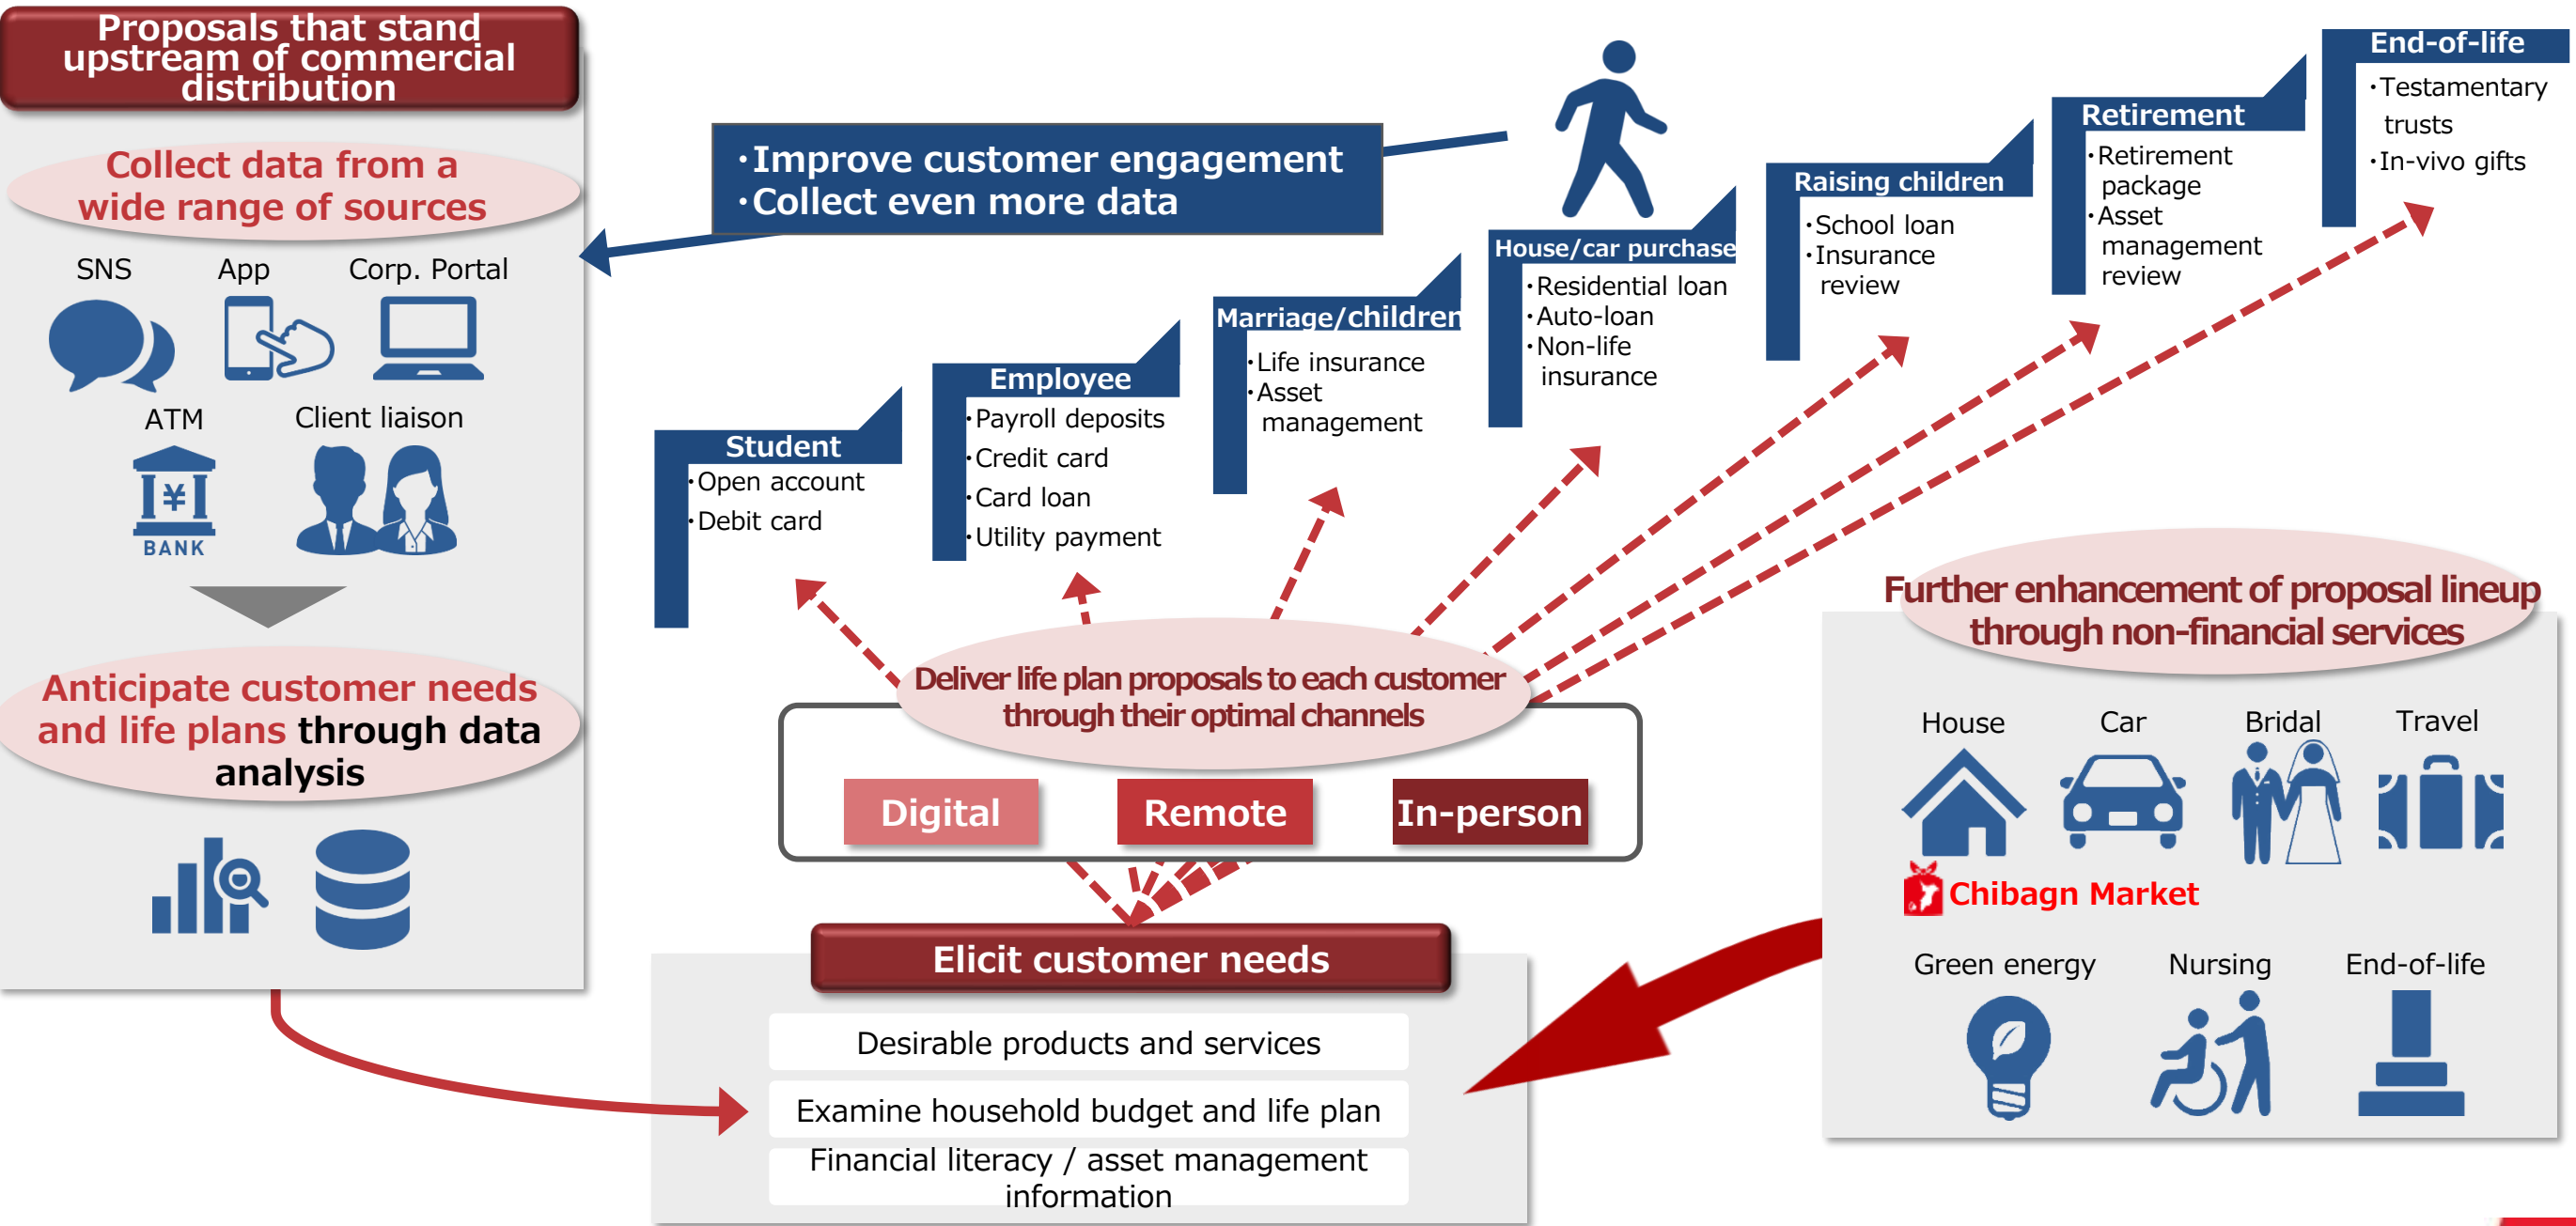 Proposals that stand
upstream of commercial
distribution
Collect data from a
wide range of sources
SNS
App
Corp. Portal
ATM
Client liaison
¥
BANK
Anticipate customer needs
and life plans through data
analysis
・Improve customer engagement
・Collect even more data
Student
・Open account
・Debit card
Employee
・Payroll deposits
・Credit card
・Card loan
・Utility payment
Marriage/children
・Life insurance
・Asset
management
House/car purchase
・Residential loan
・Auto-loan
・Non-life
insurance
Raising children
・School loan
・Insurance
review
Retirement
・Retirement
package
・Asset
management
review
End-of-life
・Testamentary
trusts
・In-vivo gifts
Deliver life plan proposals to each customer
through their optimal channels
Digital
Remote
In-person
Elicit customer needs
Desirable products and services
Examine household budget and life plan
Financial literacy / asset management
information
Further enhancement of proposal lineup
through non-financial services
House
Car
Bridal
Travel
Chibagn Market
Green energy
Nursing
End-of-life